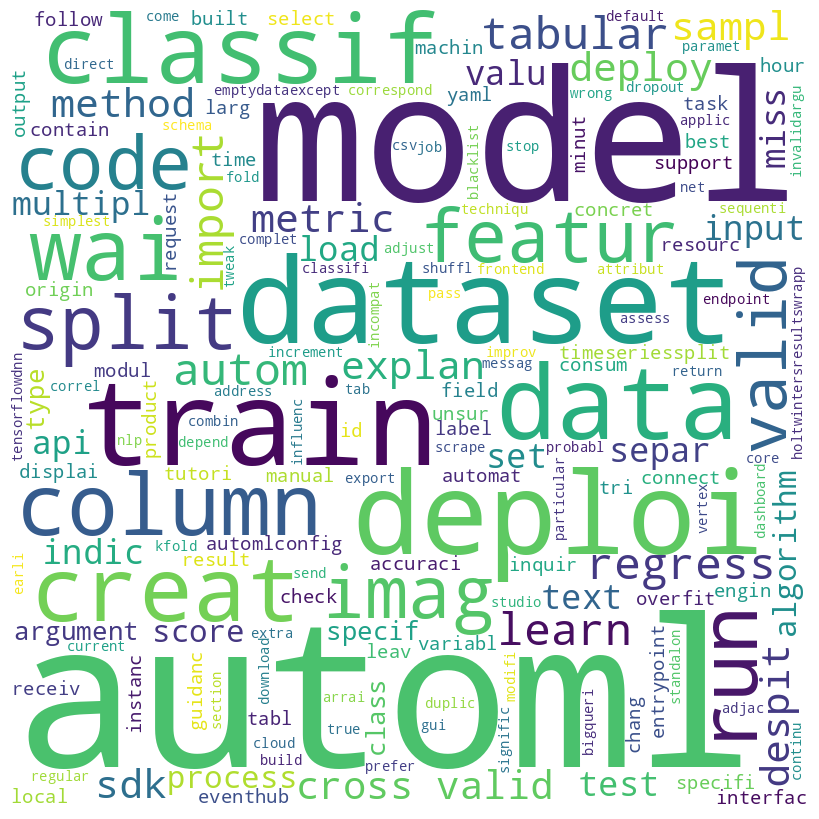 follow
come
built
select
default
classif
tabular
sampl
paramet
machin
direct
output
method
emptydataexcept
correspond
valu
deploy
wrong
dropout
hour
model
larg
yaml
task
applic
contain
schema
code
import
time
fold
csv
job
stop
blacklist
minut
best
support
miss
invalidargu
net
multipl
simplest
request
tweak
metric
techniqu
concret
sequenti
input
complet
load
adjust
featur
resourc
wai
classifi
shuffl
frontend
attribut
origin
incompat
pass
dataset
endpoint
valid
holtwintersresultswrapp
split
increment
messag
improv
assess
timeseriessplit
autom
explan
consum
return
modul
correl
address
tab
field
data
tensorflowdnn
type
product
train
combin
influenc
id
unsur
label
probabl
core
api
nlp
depend
scrape
set
separ
displai
tutori
manual
export
automat
particular
tri
connect
vertex
dashboard
algorithm
column
deploi
indic
kfold
automlconfig
accuraci
inquir
regress
result
send
engin
earli
creat
check
imag
studio
text
overfit
standalon
argument
score
extra
specif
variabl
learn
run
current
leav
modifi
entrypoint
despit
receiv
instanc
guidanc
section
download
automl
class
arrai
duplic
adjac
tabl
true
gui
signific
bigqueri
chang
continu
cloud
build
prefer
regular
sdk
process
cross valid
test
specifi
local
eventhub
interfac